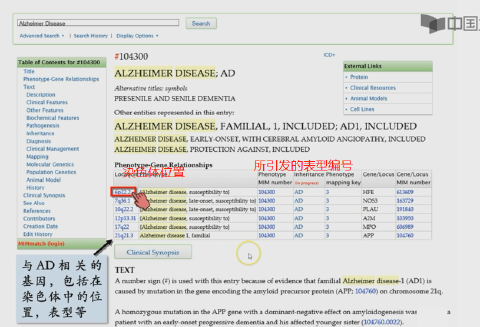 Alzheimer Disease
Search
Advanced Search Search History Display Options
中国
#104300
ICD+
Table of Contents for #104300
Title
Phenotype-Gene Relationships
Text
Description
Clinical Features
Other Features
Biochemical Features
Pathogenesis
Inheritance
Diagnosis
Clinical Management
Mapping
Molecular Genetics
Population Genetics
Animal Model
History
Clinical Synopsis
See Also
References
Contributors
Creation Date
Edit History
MIMmatch (login)
ALZHEIMER DISEASE; AD
Alternative titles; symbols
PRESENILE AND SENILE DEMENTIA
Other entities represented in this entry:
ALZHEIMER DISEASE, FAMILIAL, 1, INCLUDED; AD1, INCLUDED
ALZHEIMER DISEASE, EARLY-ONSET, WITH CEREBRAL AMYLOID ANGIOPATHY, INCLUDED
ALZHEIMER DISEASE, PROTECTION AGAINST, INCLUDED
External Links
Protein
Clinical Resources
Animal Models
Cell Lines
Phenotype-Gene Relationships
染色体位置
所引发的表型编号
Phenotype MIM number Inheritance Phenotype mapping key Gene/Locus Gene/Locus MIM number
6p22.2 {Alzheimer disease, susceptibility to} 104300 AD 3 HFE 613609
7q36.1 {Alzheimer disease, late-onset, susceptibility to} 104300 AD 3 NOS3 163729
10q22.2 {Alzheimer disease, late-onset, susceptibility to} 104300 AD 3 PLAU 191840
12p13.31 {Alzheimer disease, susceptibility to} 104300 AD 3 A2M 103950
17q22 {Alzheimer disease, susceptibility to} 104300 AD 3 MPO 606989
21q21.3 Alzheimer disease 1, familial 104300 AD 3 APP 104760
Clinical Synopsis
与AD相关的
基因，包括在
染色体中的位
置，表型等
TEXT
A number sign (#) is used with this entry because of evidence that familial Alzheimer disease-1 (AD1) is
caused by mutation in the gene encoding the amyloid precursor protein (APP; 104760) on chromosome 21q.
A homozygous mutation in the APP gene with a dominant-negative effect on amyloidogenesis was
a
patient with an early-onset progressive dementia and his affected younger sister (104760.0022).